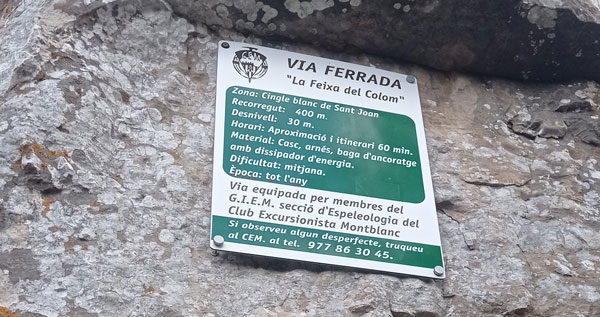 C.E.M.
VIA FERRADA
"La Feixa del Colom"
Zona: Cingle blanc de Sant Joan
Recorregut: 400 m.
Desnivell: 30 m.
Horari: Aproximació i itinerari 60 min.
Material: Casc, arnés, baga d'ancoratge
amb dissipador d'energia.
Dificultat: mitjana.
Època: tot l'any
Via equipada per membres del
G.I.E.M. secció d'Espeleologia del
Club Excursionista Montblanc
Si observeu algun desperfecte, truqueu
al CEM. al tel. 977 86 30 45.